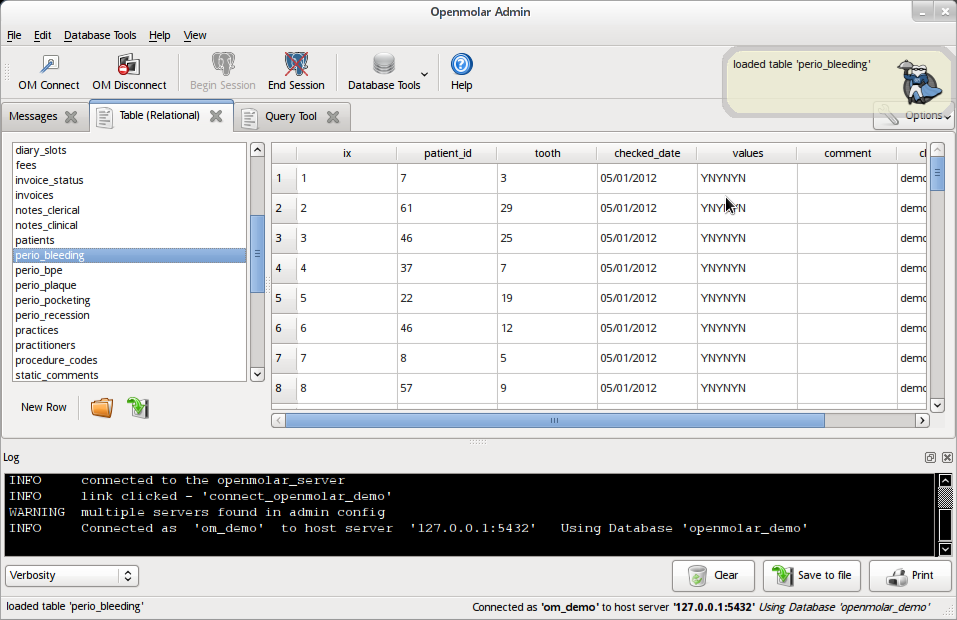 Openmolar Admin
File Edit Database Tools Help View
OM Connect OM Disconnect Begin Session End Session Database Tools Help
loaded table 'perio_bleeding'
Options
Messages Table (Relational) Query Tool
diary_slots
fees
invoice_status
invoices
notes_clerical
notes_clinical
patients
perio_bleeding
perio_bpe
perio_plaque
perio_pocketing
perio_recession
practices
practitioners
procedure_codes
static_comments
New Row
ix patient_id tooth checked_date values comment
1 1 7 3 05/01/2012 YNYNYN demo
2 2 61 29 05/01/2012 YNYNYN demo
3 3 46 25 05/01/2012 YNYNYN demo
4 4 37 7 05/01/2012 YNYNYN demo
5 5 22 19 05/01/2012 YNYNYN demo
6 6 46 12 05/01/2012 YNYNYN demo
7 7 8 5 05/01/2012 YNYNYN demo
8 8 57 9 05/01/2012 YNYNYN demo
Log
INFO connected to the openmolar_server
INFO link clicked - 'connect_openmolar_demo'
WARNING multiple servers found in admin config
INFO Connected as 'om_demo' to host server '127.0.0.1:5432' Using Database 'openmolar_demo'
Verbosity
Clear Save to file Print
loaded table 'perio_bleeding' Connected as 'om_demo' to host server '127.0.0.1:5432' Using Database 'openmolar_demo'